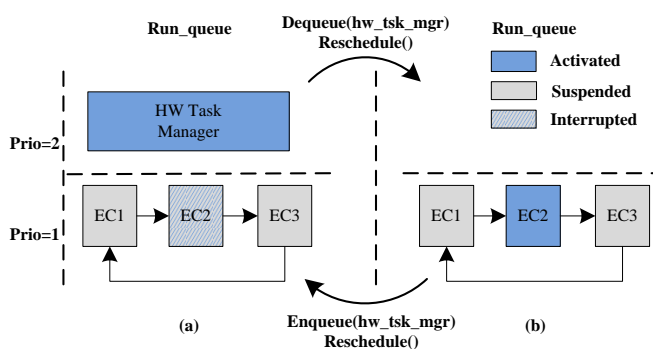 Run_queue
Dequeue(hw_tsk_mgr)
Reschedule()
Run_queue
Activated
Suspended
Interrupted
HW Task
Manager
Prio=2
EC1
EC2
EC3
EC1
EC2
EC3
Prio=1
(a)
Enqueue(hw_tsk_mgr)
Reschedule()
(b)